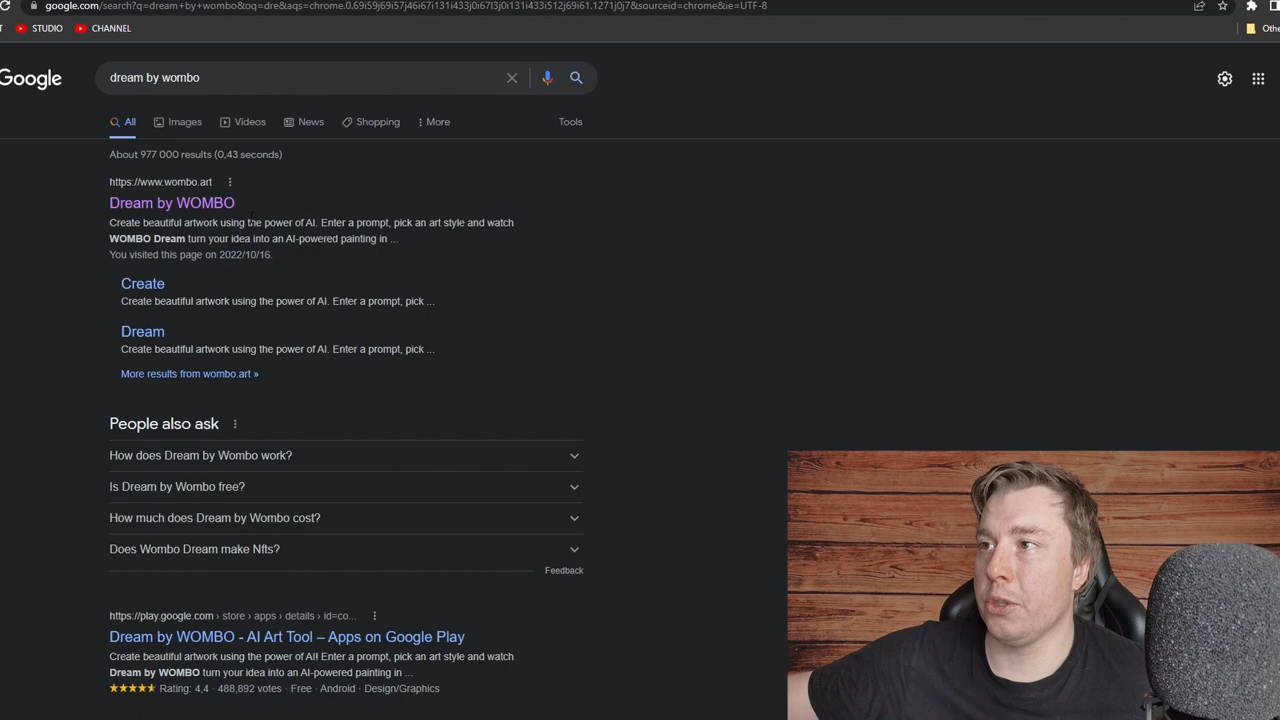 google.com/search?q=dream+by+wombo&oq=dre&aqs=chrome.0.69i59j69i57j46i67i131i433j0i67l3j0i131i433i512j69i61.1271j0j7&sourceid=chrome&ie=UTF-8
STUDIO
CHANNEL
Google
dream by wombo
All
Images
Videos
News
Shopping
More
Tools
About 977 000 results (0,43 seconds)
https://www.wombo.art
Dream by WOMBO
Create beautiful artwork using the power of AI. Enter a prompt, pick an art style and watch
WOMBO Dream turn your idea into an AI-powered painting in ...
You visited this page on 2022/10/16.
Create
Create beautiful artwork using the power of AI. Enter a prompt, pick ...
Dream
Create beautiful artwork using the power of AI. Enter a prompt, pick ...
More results from wombo.art »
People also ask
How does Dream by Wombo work?
Is Dream by Wombo free?
How much does Dream by Wombo cost?
Does Wombo Dream make Nfts?
Feedback
https://play.google.com › store › apps › details › id=co...
Dream by WOMBO - AI Art Tool – Apps on Google Play
Create beautiful artwork using the power of AI! Enter a prompt, pick an art style and watch
Dream by WOMBO turn your idea into an AI-powered painting in ...
Rating: 4,4 · 488,892 votes · Free · Android · Design/Graphics